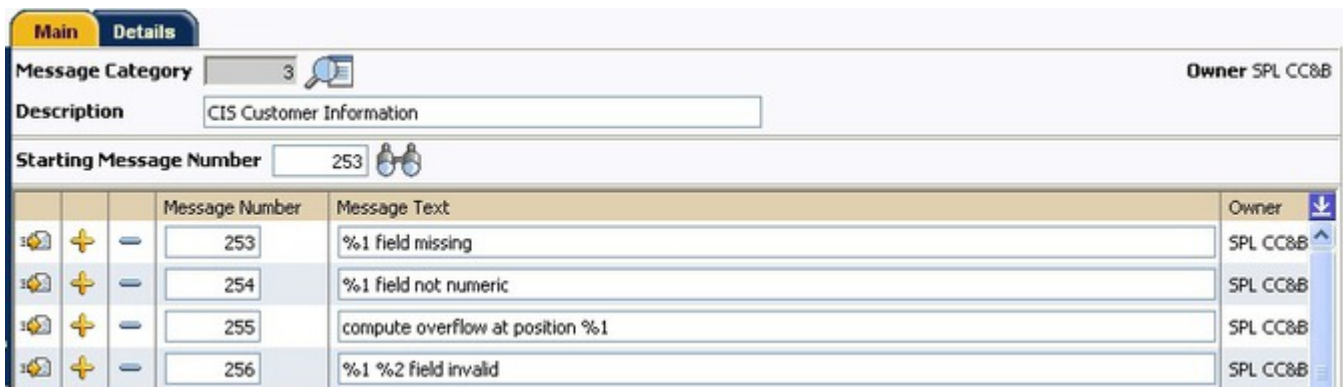 Main Details
Message Category 3 Owner SPL CC&B
Description CIS Customer Information
Starting Message Number 253
Message Number Message Text Owner
253 %1 field missing SPL CC&B
254 %1 field not numeric SPL CC&B
255 compute overflow at position %1 SPL CC&B
256 %1 %2 field invalid SPL CC&B